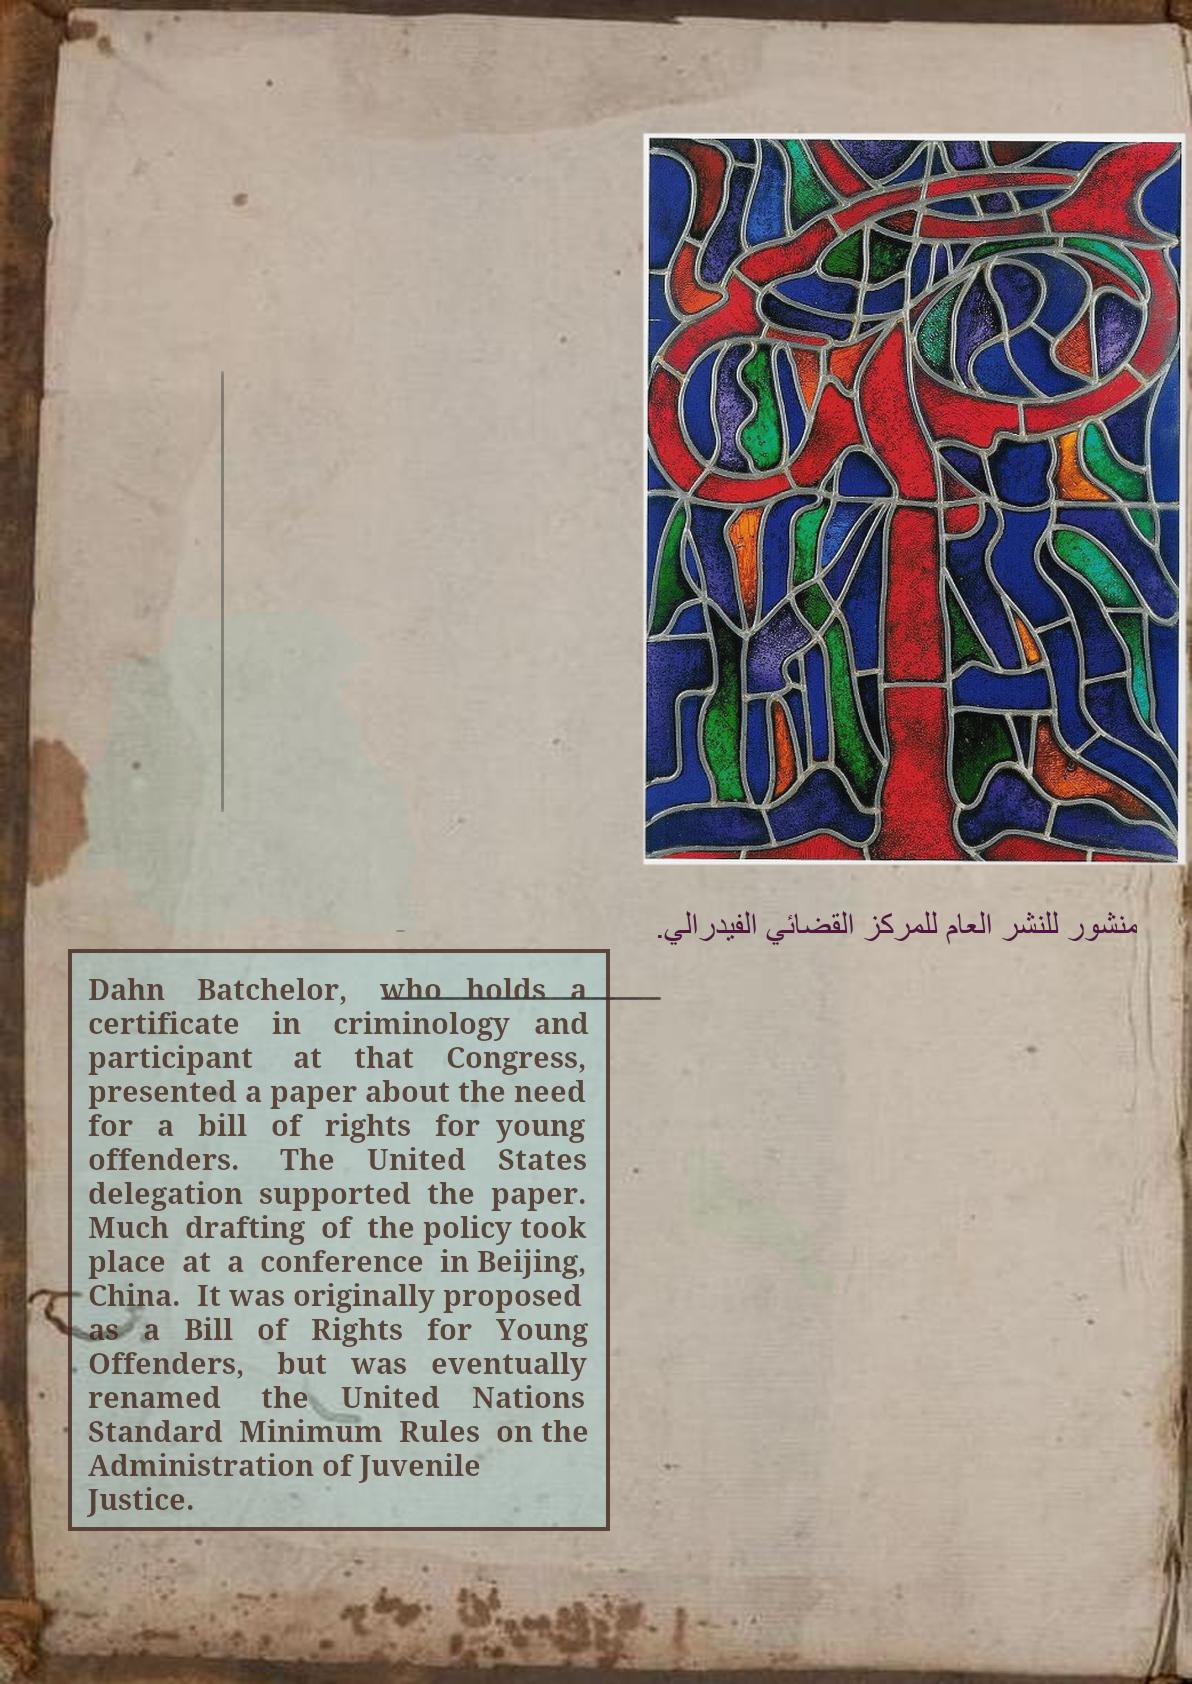 منشور للنشر العام للمركز القضائي الفيدرالي.
Dahn Batchelor, who holds a
certificate in criminology and
participant at that Congress,
presented a paper about the need
for a bill of rights for young
offenders. The United States
delegation supported the paper.
Much drafting of the policy took
place at a conference in Beijing,
China. It was originally proposed
as a Bill of Rights for Young
Offenders, but was eventually
renamed the United Nations
Standard Minimum Rules on the
Administration of Juvenile
Justice.